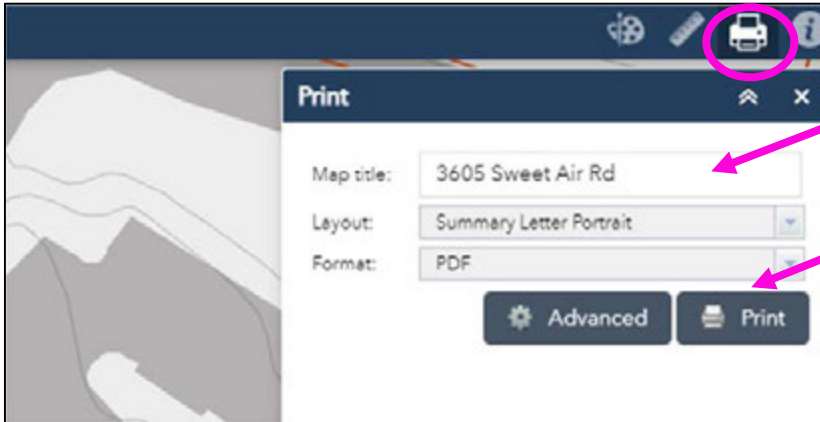 Print
Map title: 3605 Sweet Air Rd
Layout: Summary Letter Portrait
Format: PDF
Advanced Print